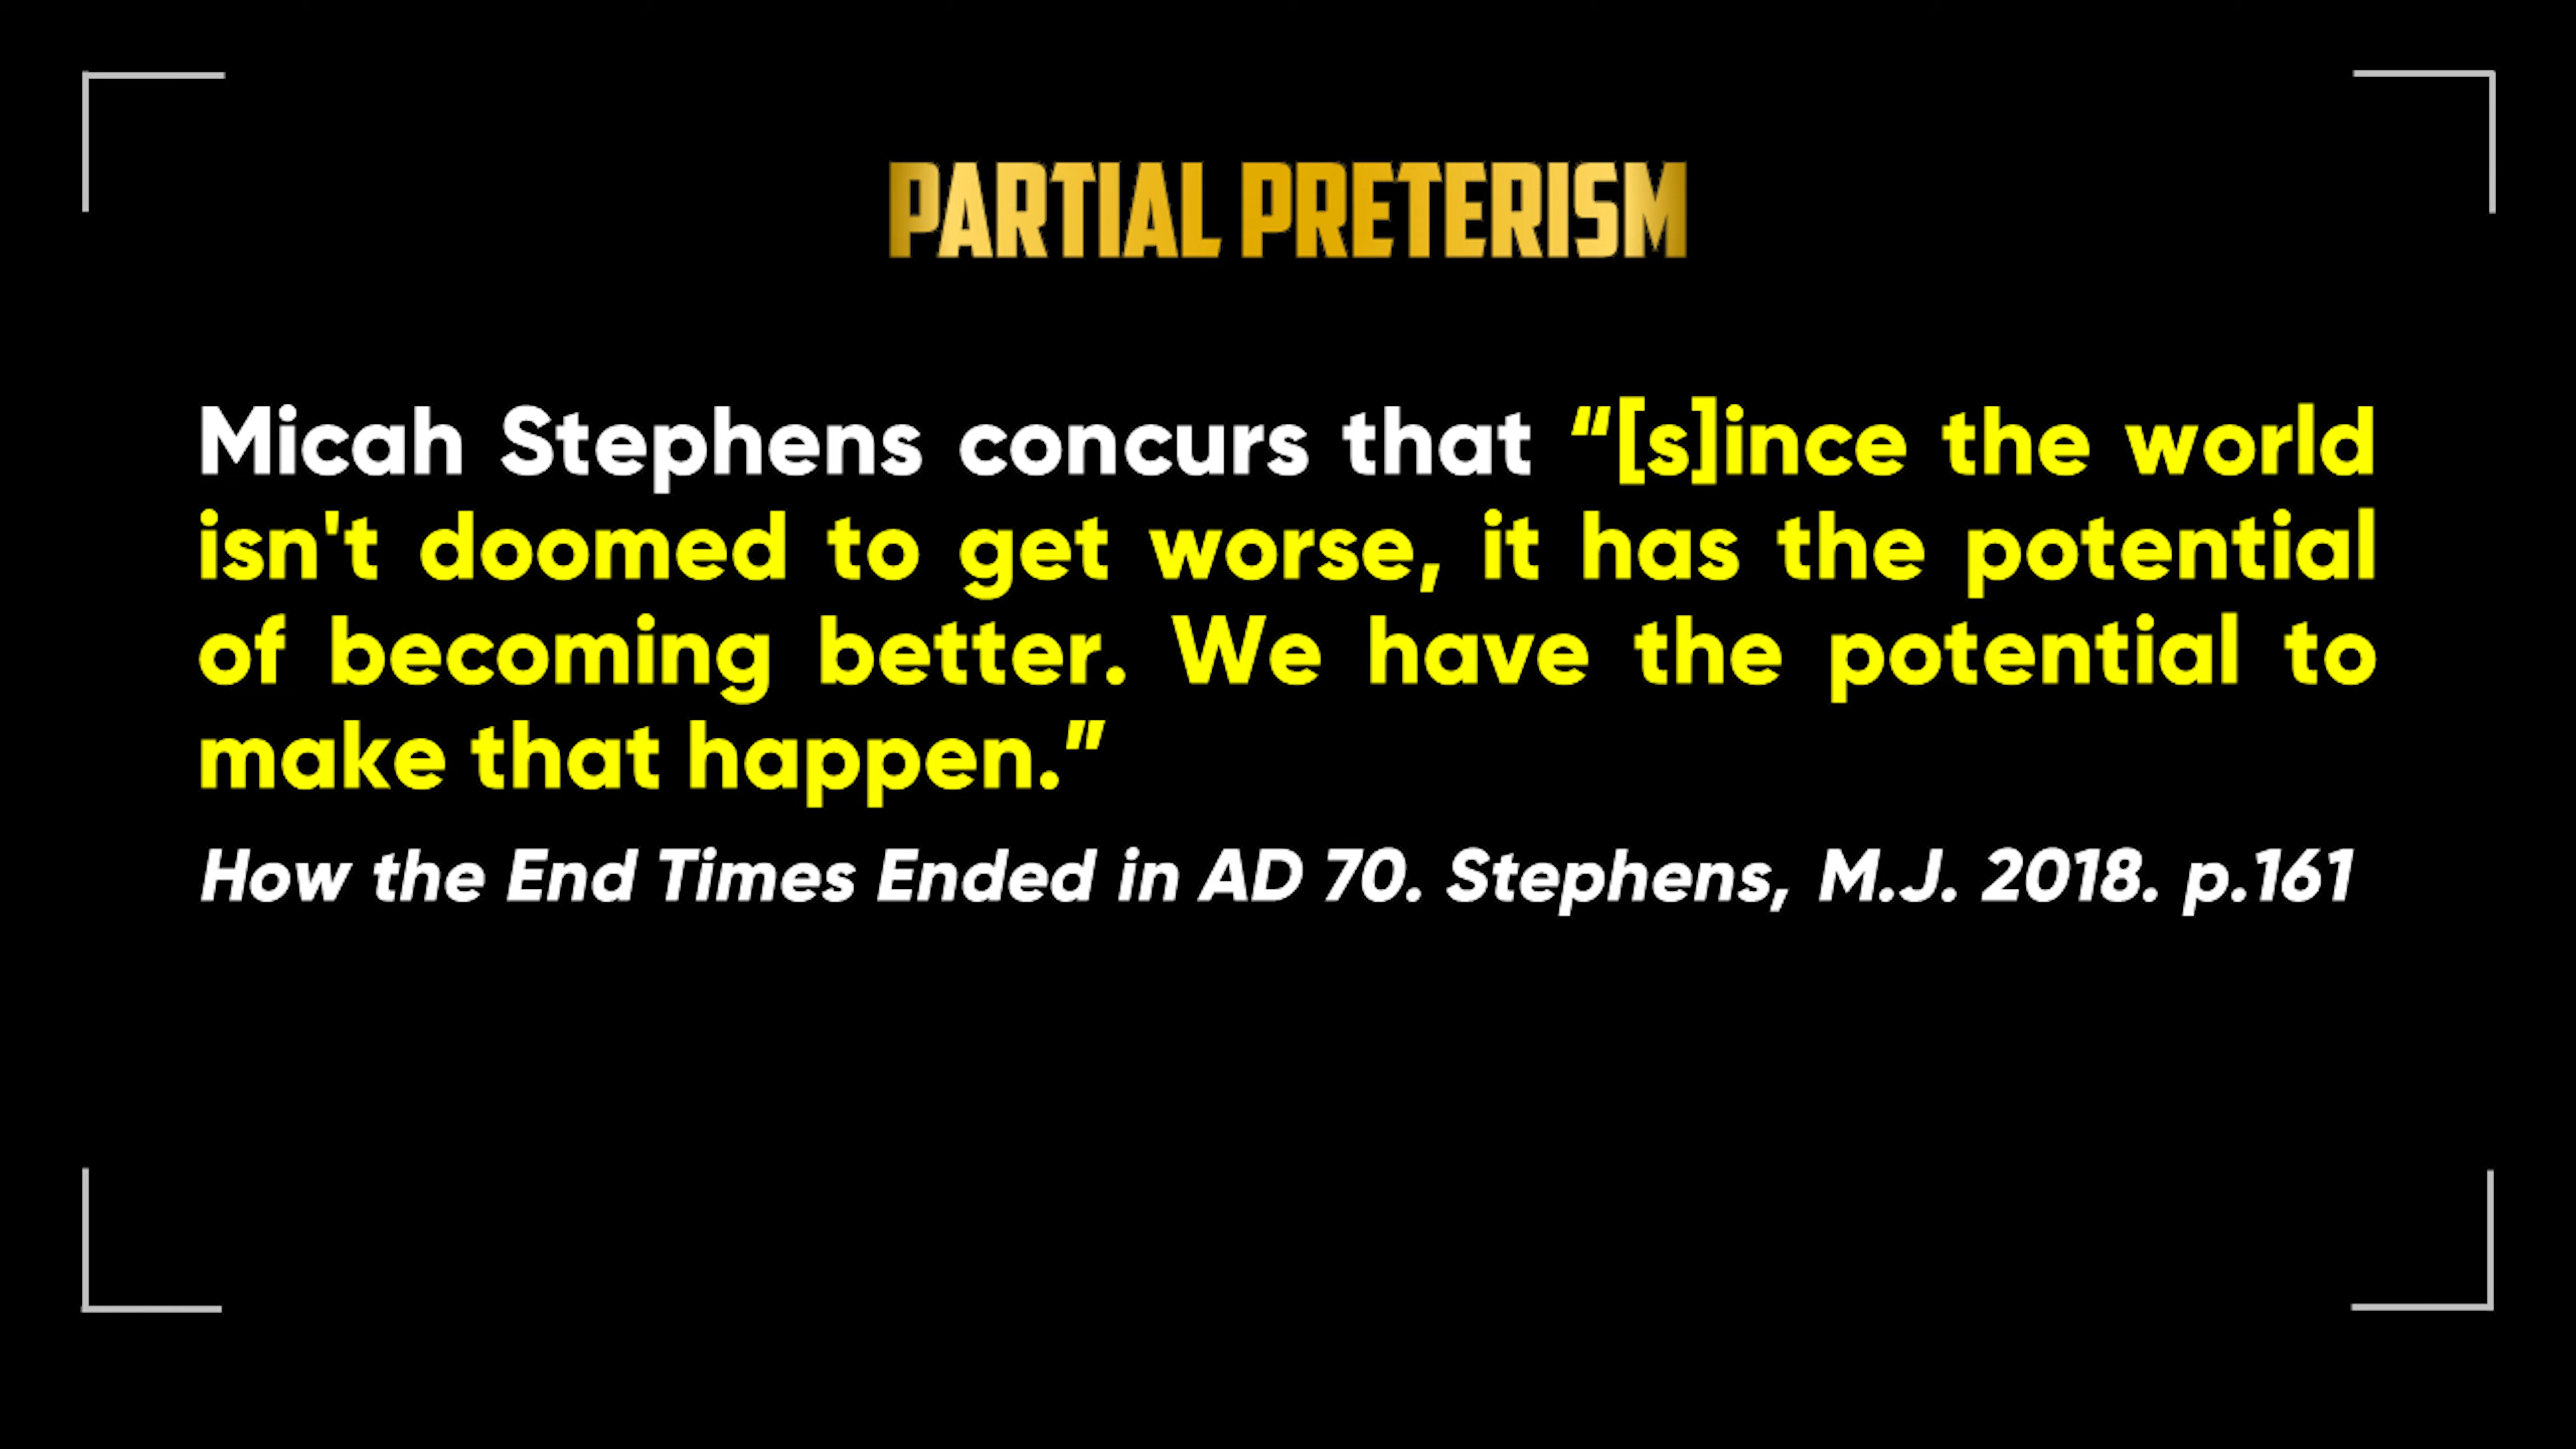 PARTIAL PRETERISM
Micah Stephens concurs that “[s]ince the world
isn't doomed to get worse, it has the potential
of becoming better. We have the potential to
make that happen.”
How the End Times Ended in AD 70. Stephens, M.J. 2018. p.161